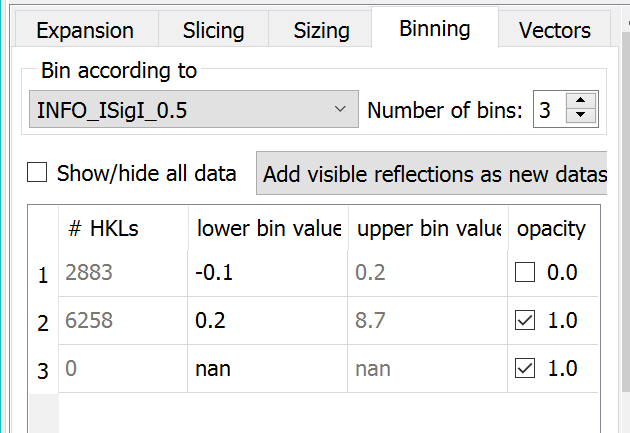 Expansion Slicing Sizing Binning Vectors
Bin according to
INFO_ISigI_0.5 Number of bins: 3
Show/hide all data Add visible reflections as new datas
# HKLs lower bin value upper bin value opacity
1 2883 -0.1 0.2 0.0
2 6258 0.2 8.7 1.0
3 0 nan nan 1.0